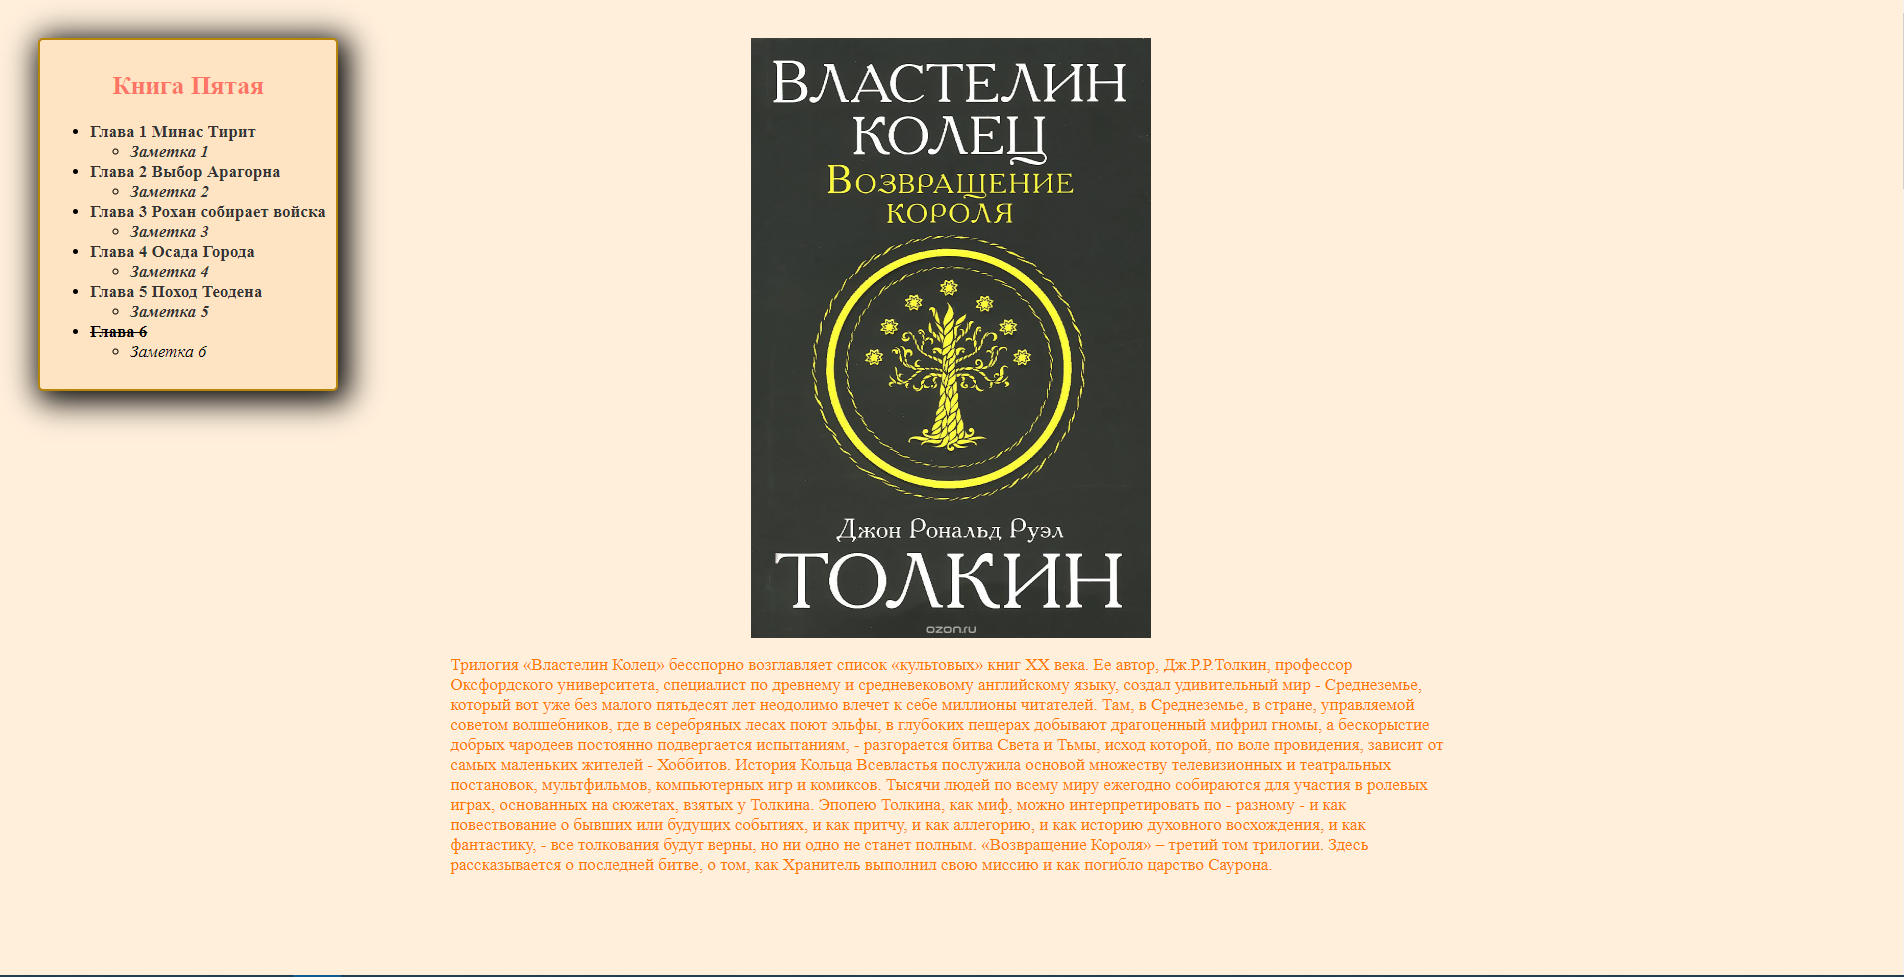 Книга Пятая
Глава 1 Минас Тирит
Заметка 1
Глава 2 Выбор Арагорна
Заметка 2
Глава 3 Рохан собирает войска
Заметка 3
Глава 4 Осада Города
Заметка 4
Глава 5 Поход Теодена
Заметка 5
Глава 6
Заметка 6
ВЛАСТЕЛИН
КОЛЕЦ
ВОЗВРАЩЕНИЕ
КОРОЛЯ
Джон Рональд Руэл
ТОЛКИН
ozon.ru
Трилогия «Властелин Колец» бесспорно возглавляет список «культовых» книг XX века. Ее автор, Дж.Р.Р.Толкин, профессор
Оксфордского университета, специалист по древнему и средневековому английскому языку, создал удивительный мир - Среднеземье,
который вот уже без малого пятьдесят лет неодолимо влечет к себе миллионы читателей. Там, в Среднеземье, в стране, управляемой
советом волшебников, где в серебряных лесах поют эльфы, в глубоких пещерах добывают драгоценный мифрил гномы, а бескорыстие
добрых чародеев постоянно подвергается испытаниям, - разгорается битва Света и Тьмы, исход которой, по воле провидения, зависит от
самых маленьких жителей - Хоббитов. История Кольца Всевластья послужила основой множеству телевизионных и театральных
постановок, мультфильмов, компьютерных игр и комиксов. Тысячи людей по всему миру ежегодно собираются для участия в ролевых
играх, основанных на сюжетах, взятых у Толкина. Эпопею Толкина, как миф, можно интерпретировать по - разному - и как
повествование о бывших или будущих событиях, и как притчу, и как аллегорию, и как историю духовного восхождения, и как
фантастику, - все толкования будут верны, но ни одно не станет полным. «Возвращение Короля» – третий том трилогии. Здесь
рассказывается о последней битве, о том, как Хранитель выполнил свою миссию и как погибло царство Саурона.